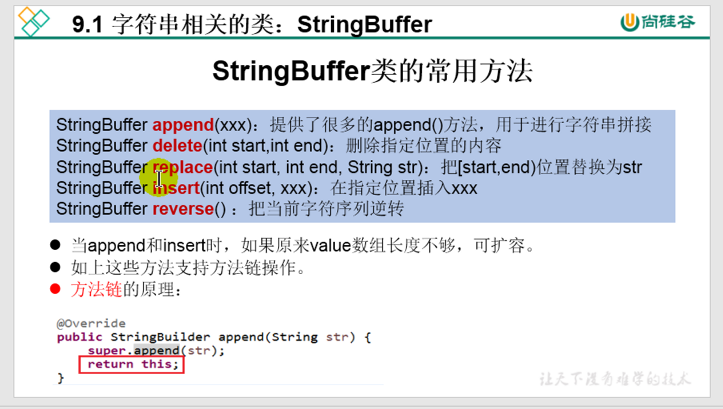 9.1 字符串相关的类：StringBuffer
尚硅谷
StringBuffer类的常用方法
StringBuffer append(xxx)：提供了很多的append()方法，用于进行字符串拼接
StringBuffer delete(int start,int end)：删除指定位置的内容
StringBuffer replace(int start, int end, String str)：把[start,end)位置替换为str
StringBuffer insert(int offset, xxx)：在指定位置插入xxx
StringBuffer reverse() ：把当前字符序列逆转
当append和insert时，如果原来value数组长度不够，可扩容。
如上这些方法支持方法链操作。
方法链的原理：
@Override
public StringBuilder append(String str) {
super.append(str);
return this;
}
让天下没有难学的技术